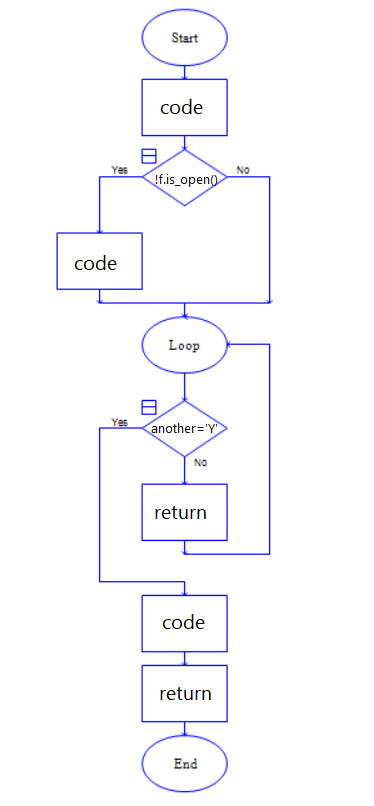 Start
code
Yes
!f.is_open()
No
code
Loop
Yes
another='Y'
No
return
code
return
End